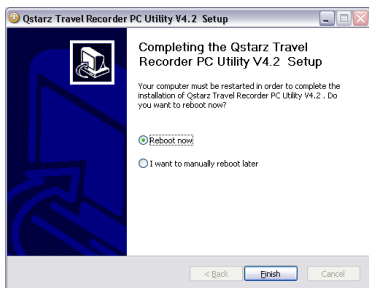 Qstarz Travel Recorder PC Utility V4.2 Setup
Completing the Qstarz Travel
Recorder PC Utility V4.2 Setup
Your computer must be restarted in order to complete the
installation of Qstarz Travel Recorder PC Utility V4.2 . Do
you want to reboot now?
Reboot now
I want to manually reboot later
< Back
Finish
Cancel